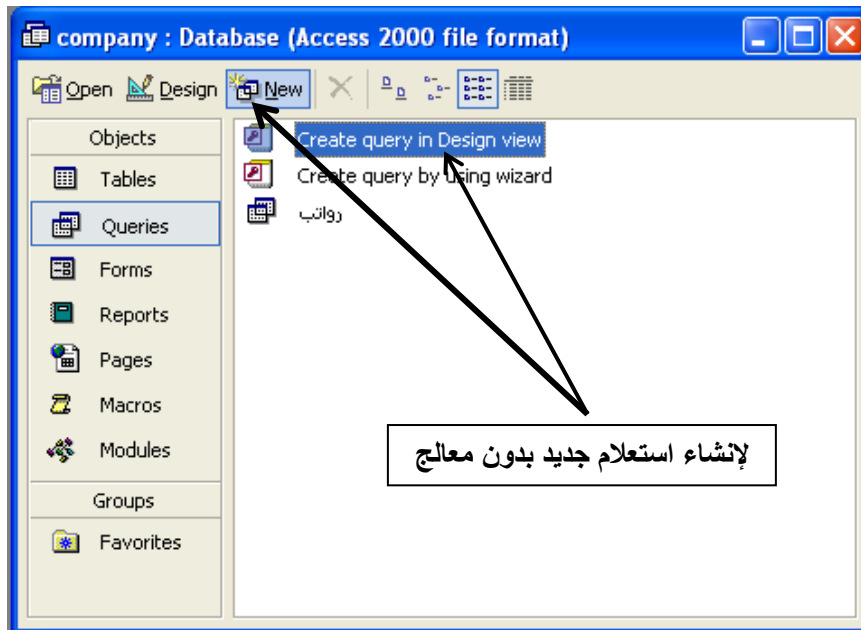 company : Database (Access 2000 file format)
Open Design New
Objects
Tables
Queries
Forms
Reports
Pages
Macros
Modules
Groups
Favorites
Create query in Design view
Create query by using wizard
رواتب
لإنشاء استعلام جديد بدون معالج